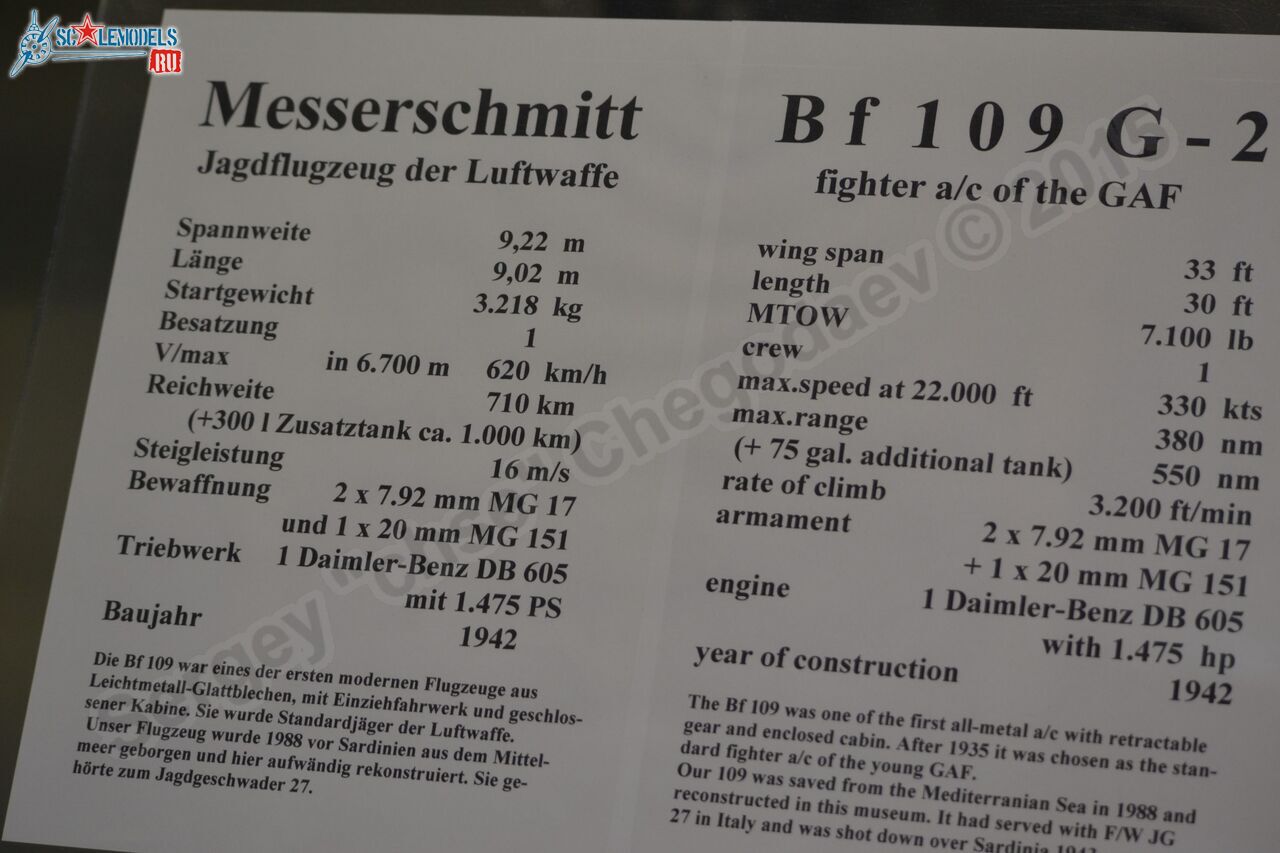 SCALEMODELS
RU
Messerschmitt
Jagdflugzeug der Luftwaffe
Spannweite 9,22 m
Länge 9,02 m
Startgewicht 3.218 kg
Besatzung 1
V/max in 6.700 m 620 km/h
Reichweite 710 km
(+300 l Zusatztank ca. 1.000 km)
Steigleistung 16 m/s
Bewaffnung 2 x 7.92 mm MG 17
und 1 x 20 mm MG 151
Triebwerk 1 Daimler-Benz DB 605
mit 1.475 PS
Baujahr 1942
Die Bf 109 war eines der ersten modernen Flugzeuge aus
Leichtmetall-Glattblechen, mit Einziehfahrwerk und geschlos-
sener Kabine. Sie wurde Standardjäger der Luftwaffe.
Unser Flugzeug wurde 1988 vor Sardinien aus dem Mittel-
meer geborgen und hier aufwändig rekonstruiert. Sie ge-
hörte zum Jagdgeschwader 27.
Bf 109 G-2
fighter a/c of the GAF
wing span 33 ft
length 30 ft
MTOW 7.100 lb
crew 1
max.speed at 22.000 ft 330 kts
max.range 380 nm
(+ 75 gal. additional tank) 550 nm
rate of climb 3.200 ft/min
armament 2 x 7.92 mm MG 17
+ 1 x 20 mm MG 151
engine 1 Daimler-Benz DB 605
with 1.475 hp
year of construction 1942
The Bf 109 was one of the first all-metal a/c with retractable
gear and enclosed cabin. After 1935 it was chosen as the stan-
dard fighter a/c of the young GAF.
Our 109 was saved from the Mediterranian Sea in 1988 and
reconstructed in this museum. It had served with F/W JG
27 in Italy and was shot down over Sardinia
Sergey Chegodaev © 2015